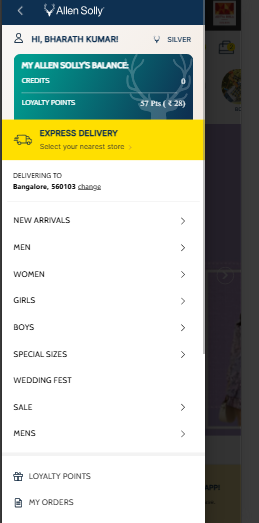 Allen Solly
HI, BHARATH KUMAR!
SILVER
MY ALLEN SOLLY'S BALANCE:
CREDITS 0
LOYALTY POINTS 57 Pts ( ₹ 28)
EXPRESS DELIVERY
Select your nearest store >
DELIVERING TO
Bangalore, 560103 change
NEW ARRIVALS
MEN
WOMEN
GIRLS
BOYS
SPECIAL SIZES
WEDDING FEST
SALE
MENS
LOYALTY POINTS
MY ORDERS